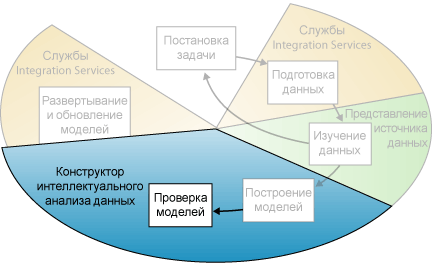 Службы
Integration Services
Постановка
задачи
Службы
Integration Services
Подготовка
данных
Развертывание
и обновление
моделей
Представление
источника
данных
Изучение
данных
Конструктор
интеллектуального
анализа данных
Построение
моделей
Проверка
моделей